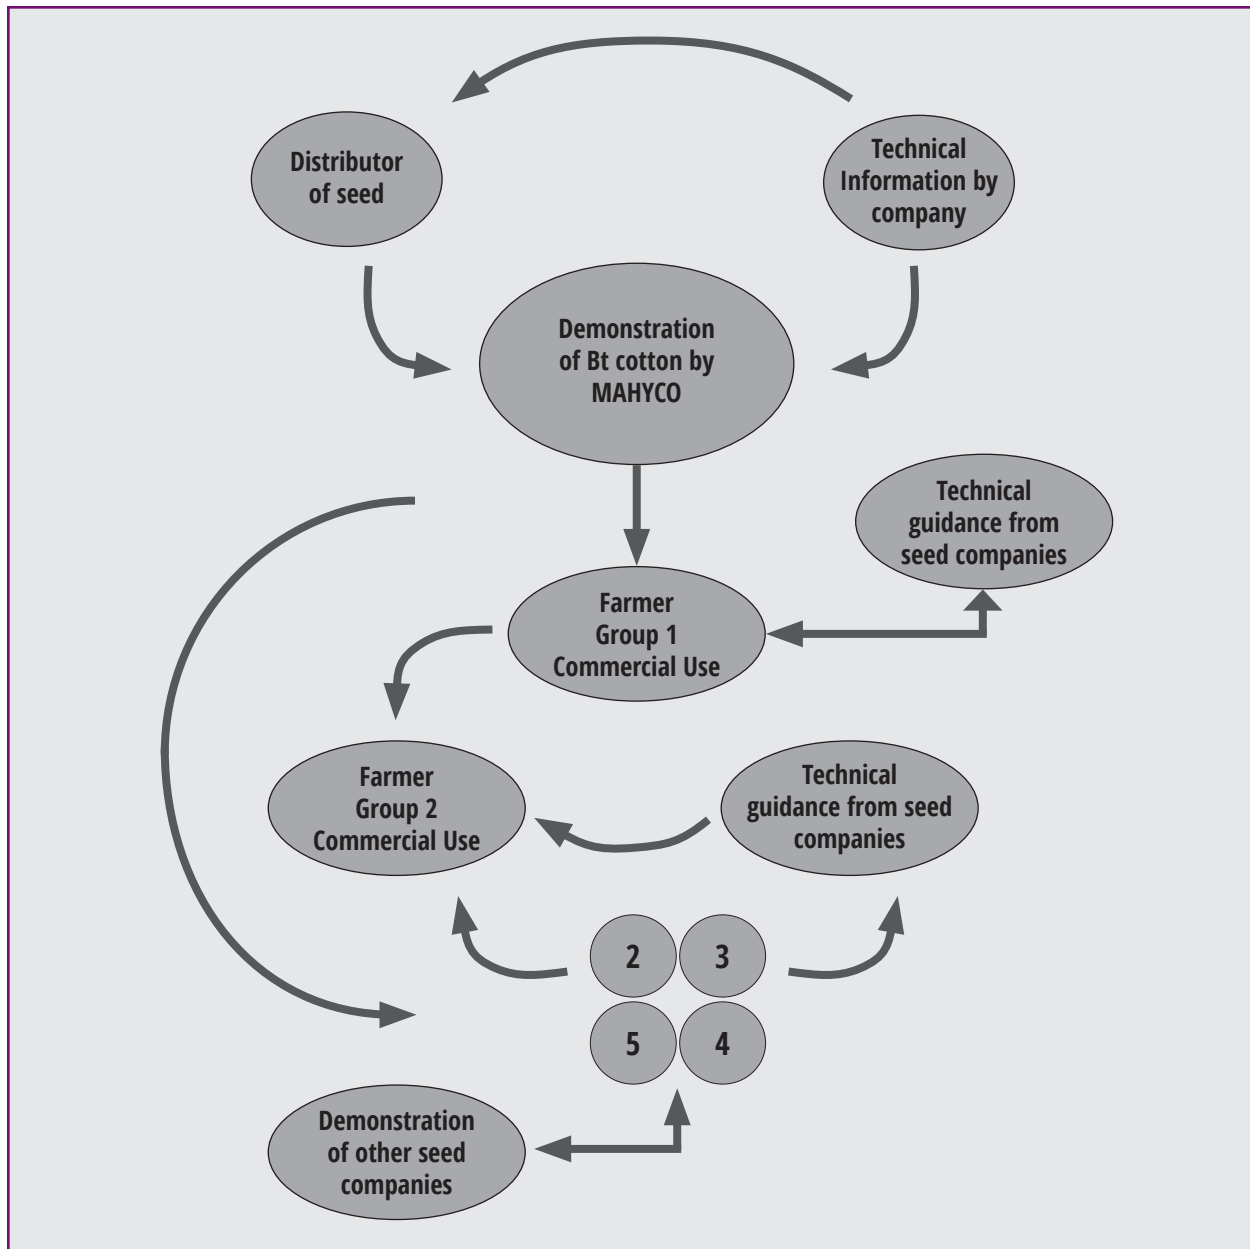 Distributor
of seed
Technical
Information by
company
Demonstration
of Bt cotton by
MAHYCO
Technical
guidance from
seed companies
Farmer
Group 1
Commercial Use
Farmer
Group 2
Commercial Use
Technical
guidance from seed
companies
2
3
5
4
Demonstration
of other seed
companies